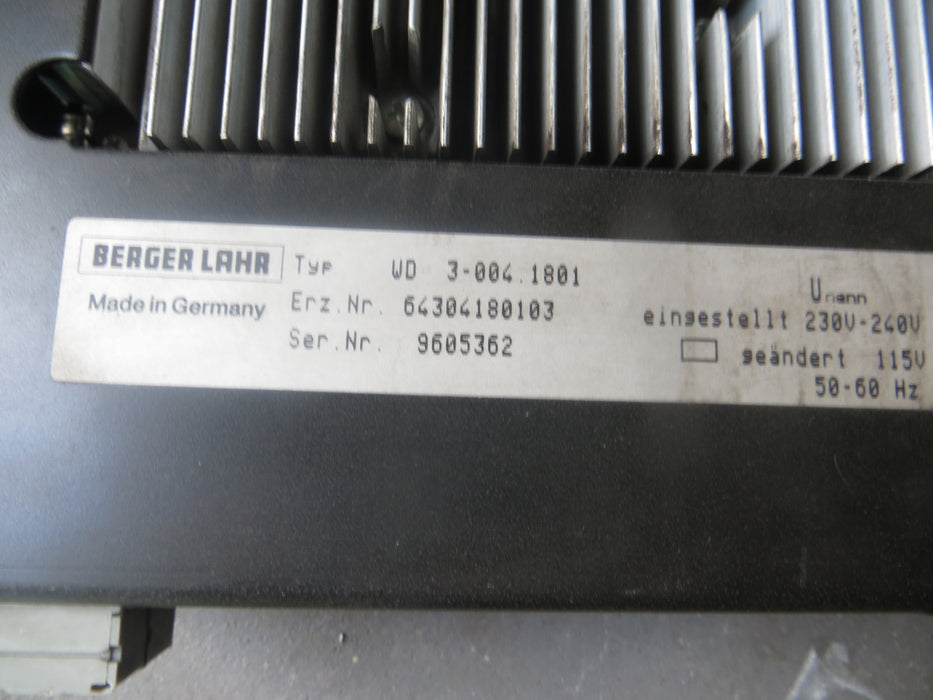 BERGER LAHR
Made in Germany
Typ WD 3-004.1801
Erz.Nr. 64304180103
Ser.Nr. 9605362
Unenn
eingestellt 230V-240V
geändert 115V
50-60 Hz